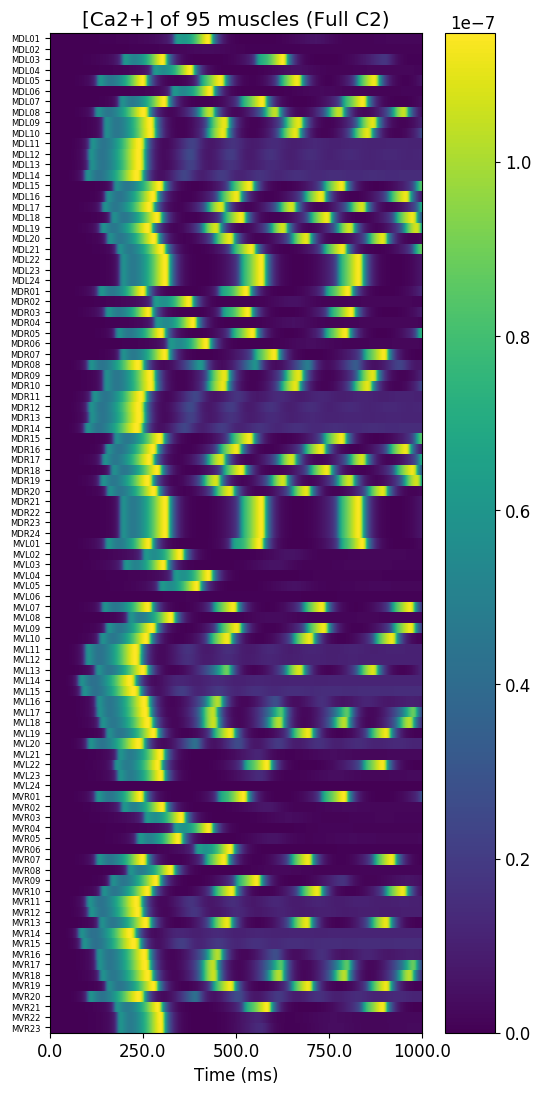 [Ca2+] of 95 muscles (Full C2)
1e−7
MDL01
MDL02
MDL03
MDL04
MDL05
MDL06
MDL07
MDL08
MDL09
MDL10
MDL11
MDL12
MDL13
MDL14
MDL15
MDL16
MDL17
MDL18
MDL19
MDL20
MDL21
MDL22
MDL23
MDL24
MDR01
MDR02
MDR03
MDR04
MDR05
MDR06
MDR07
MDR08
MDR09
MDR10
MDR11
MDR12
MDR13
MDR14
MDR15
MDR16
MDR17
MDR18
MDR19
MDR20
MDR21
MDR22
MDR23
MDR24
MVL01
MVL02
MVL03
MVL04
MVL05
MVL06
MVL07
MVL08
MVL09
MVL10
MVL11
MVL12
MVL13
MVL14
MVL15
MVL16
MVL17
MVL18
MVL19
MVL20
MVL21
MVL22
MVL23
MVL24
MVR01
MVR02
MVR03
MVR04
MVR05
MVR06
MVR07
MVR08
MVR09
MVR10
MVR11
MVR12
MVR13
MVR14
MVR15
MVR16
MVR17
MVR18
MVR19
MVR20
MVR21
MVR22
MVR23
0.0 250.0 500.0 750.0 1000.0
Time (ms)
1.0
0.8
0.6
0.4
0.2
0.0